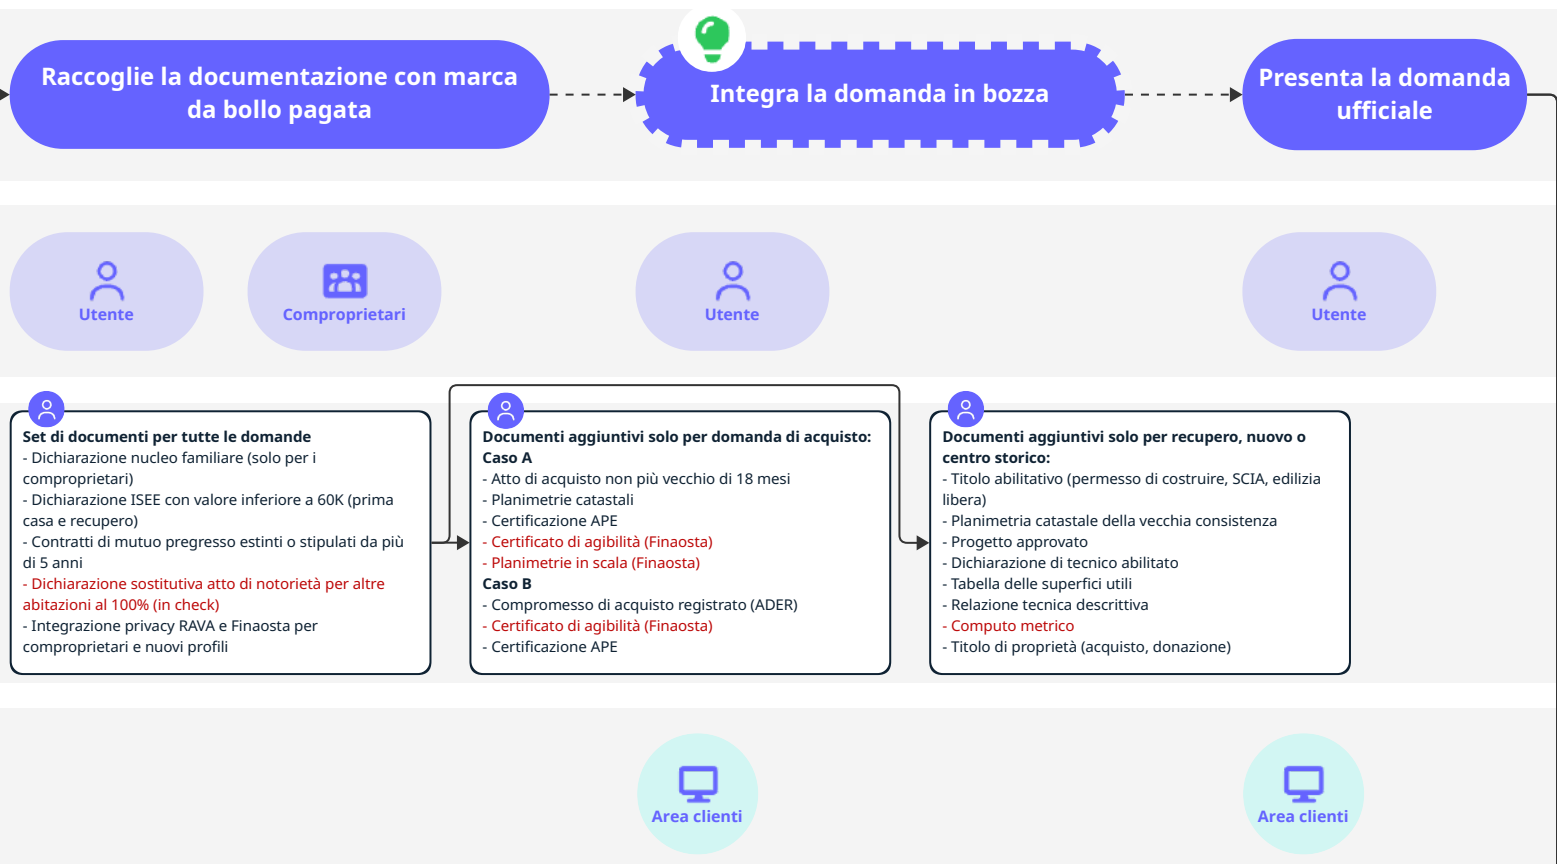 Raccoglie la documentazione con marca
da bollo pagata
Integra la domanda in bozza
Presenta la domanda
ufficiale
Utente
Comproprietari
Utente
Utente
Set di documenti per tutte le domande
- Dichiarazione nucleo familiare (solo per i
comproprietari)
- Dichiarazione ISEE con valore inferiore a 60K (prima
casa e recupero)
- Contratti di mutuo pregresso estinti o stipulati da più
di 5 anni
- Dichiarazione sostitutiva atto di notorietà per altre
abitazioni al 100% (in check)
- Integrazione privacy RAVA e Finaosta per
comproprietari e nuovi profili
Documenti aggiuntivi solo per domanda di acquisto:
Caso A
- Atto di acquisto non più vecchio di 18 mesi
- Planimetrie catastali
- Certificazione APE
- Certificato di agibilità (Finaosta)
- Planimetrie in scala (Finaosta)
Caso B
- Compromesso di acquisto registrato (ADER)
- Certificato di agibilità (Finaosta)
- Certificazione APE
Documenti aggiuntivi solo per recupero, nuovo o
centro storico:
- Titolo abilitativo (permesso di costruire, SCIA, edilizia
libera)
- Planimetria catastale della vecchia consistenza
- Progetto approvato
- Dichiarazione di tecnico abilitato
- Tabella delle superfici utili
- Relazione tecnica descrittiva
- Computo metrico
- Titolo di proprietà (acquisto, donazione)
Area clienti
Area clienti